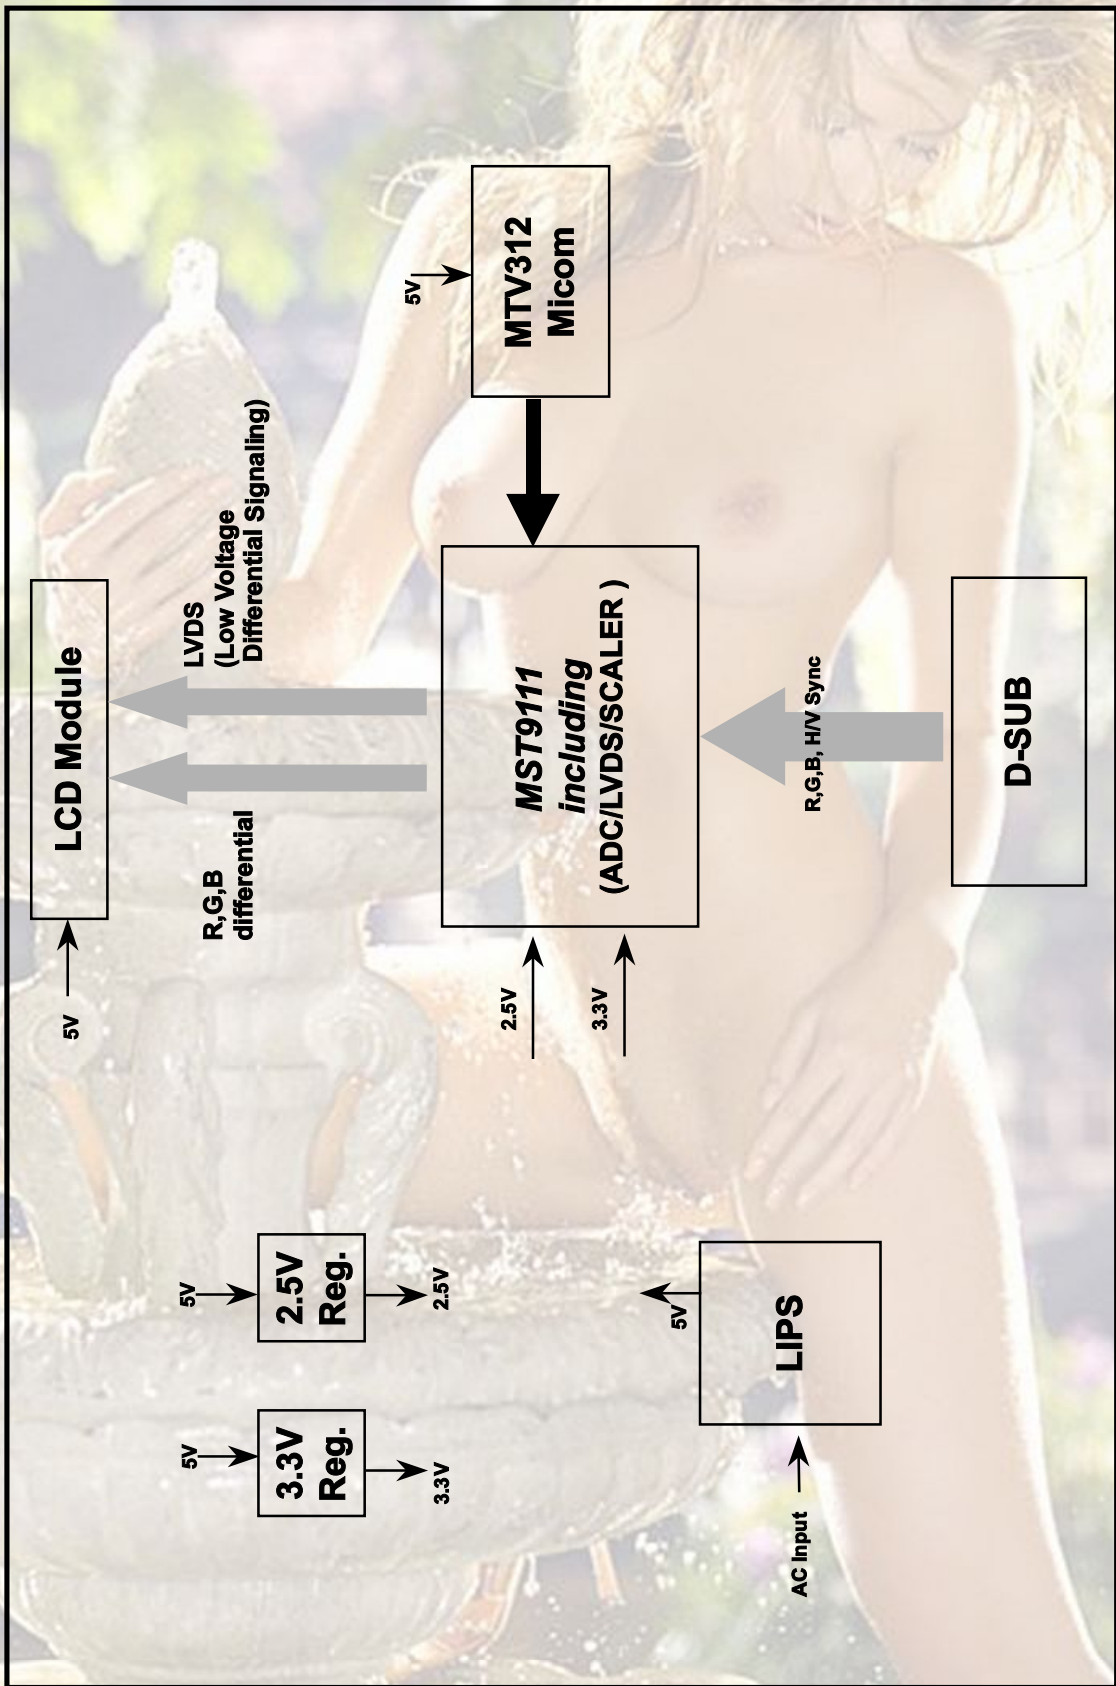 LCD Module
5V
LVDS
(Low Voltage
Differential Signaling)
R,G,B
differential
5V
MTV312
Micom
MST9111
including
(ADC/LVDS/SCALER )
2.5V
3.3V
R,G,B, H/V Sync
D-SUB
5V
3.3V
Reg.
3.3V
5V
2.5V
Reg.
2.5V
5V
LIPS
AC Input